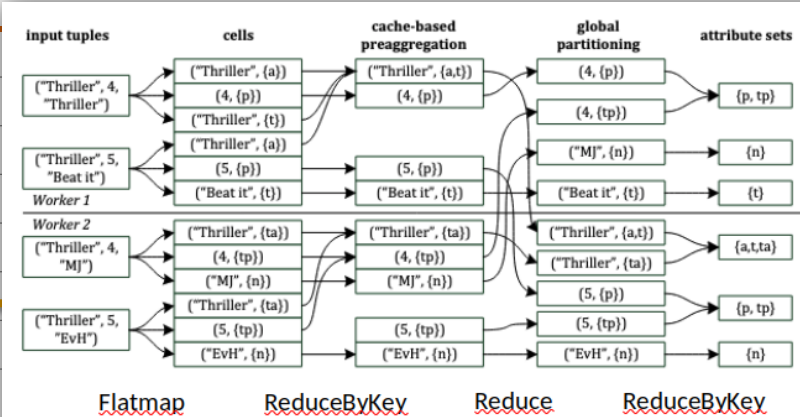 input tuples
cells
cache-based
preaggregation
global
partitioning
attribute sets
("Thriller", 4,
"Thriller")
("Thriller", 5,
"Beat it")
Worker 1
Worker 2
("Thriller", 4,
"MJ")
("Thriller", 5,
"EvH")
("Thriller", {a})
(4, {p})
("Thriller", {t})
("Thriller", {a})
(5, {p})
("Beat it", {t})
("Thriller", {ta})
(4, {tp})
("MJ", {n})
("Thriller", {ta})
(5, {tp})
("EvH", {n})
("Thriller", {a,t})
(4, {p})
(5, {p})
("Beat it", {t})
("Thriller", {ta})
(4, {tp})
("MJ", {n})
(5, {tp})
("EvH", {n})
(4, {p})
(4, {tp})
("MJ", {n})
("Beat it", {t})
("Thriller", {a,t})
("Thriller", {ta})
(5, {p})
(5, {tp})
("EvH", {n})
{p, tp}
{n}
{t}
{a,t,ta}
{p, tp}
{n}
Flatmap
ReduceByKey
Reduce
ReduceByKey